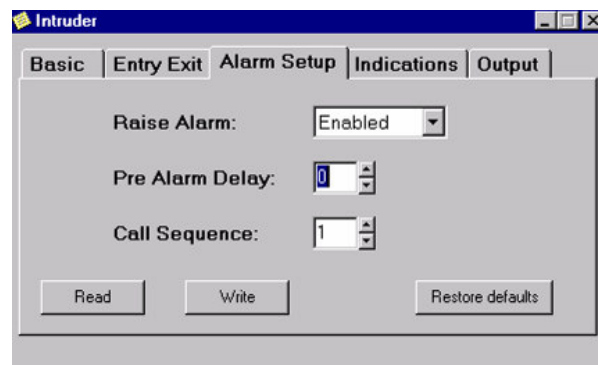 Intruder
Basic Entry Exit Alarm Setup Indications Output
Raise Alarm: Enabled
Pre Alarm Delay: 0
Call Sequence: 1
Read Write Restore defaults